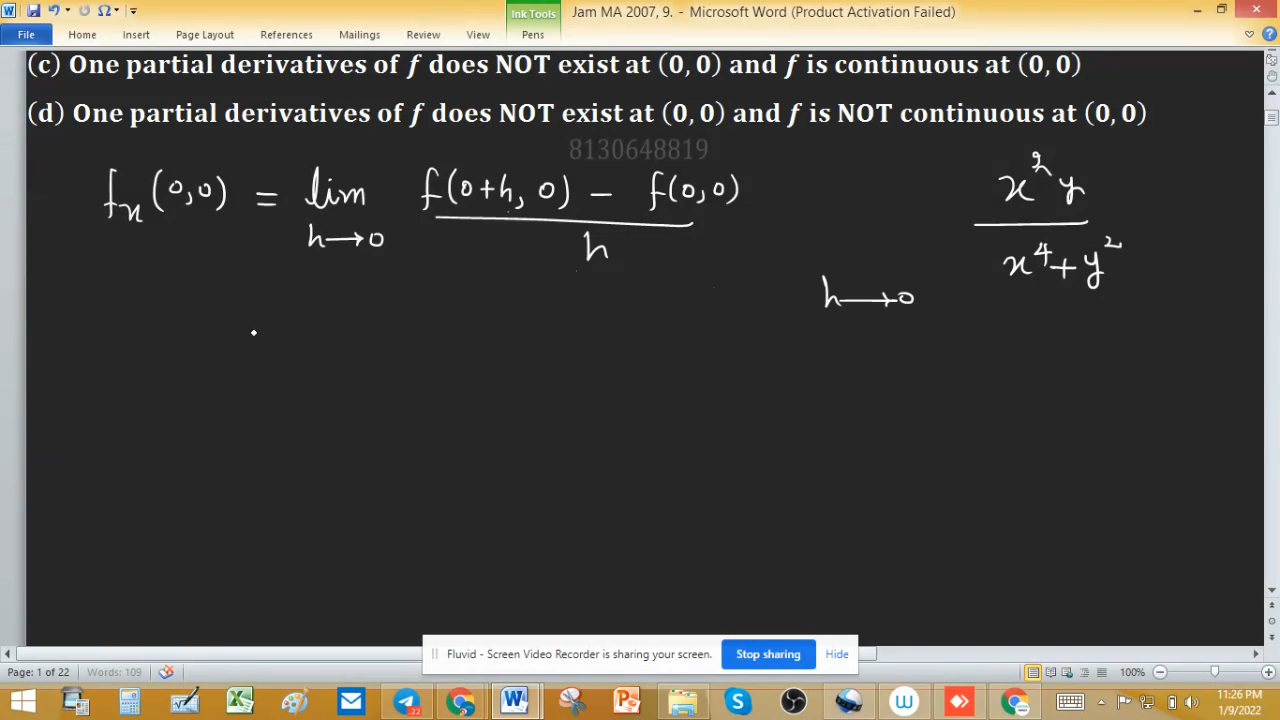 Jam MA 2007, 9. - Microsoft Word (Product Activation Failed)
Ink Tools
File Home Insert Page Layout References Mailings Review View Pens
(c) One partial derivatives of f does NOT exist at (0, 0) and f is continuous at (0, 0)
(d) One partial derivatives of f does NOT exist at (0, 0) and f is NOT continuous at (0, 0)
8130648819
fₓ(0,0) = lim f(0+h, 0) − f(0,0)
h→0 h
x²y
x⁴+y²
h→0
Fluvid - Screen Video Recorder is sharing your screen. Stop sharing Hide
Page: 1 of 22 Words: 109 100%
22
11:26 PM
1/9/2022